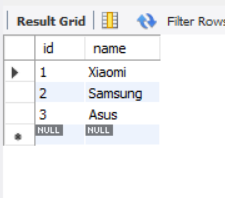 Result Grid Filter Rows
id name
1 Xiaomi
2 Samsung
3 Asus
NULL NULL